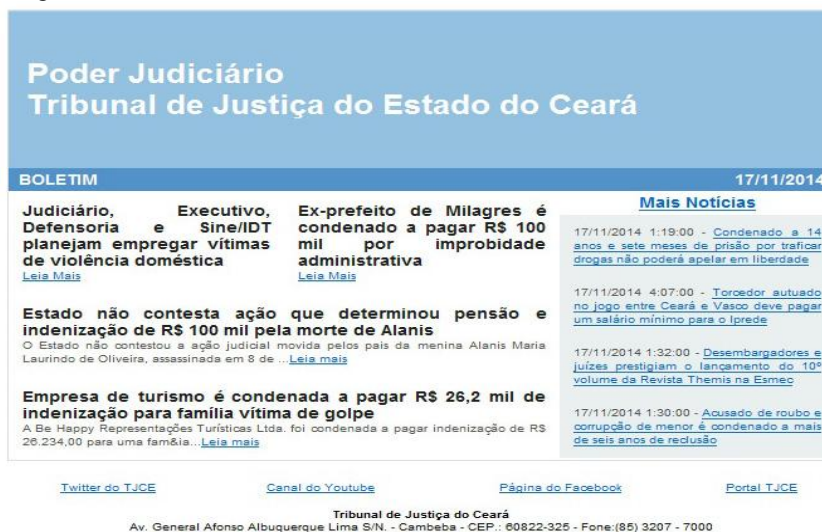 Poder Judiciário
Tribunal de Justiça do Estado do Ceará
BOLETIM
17/11/2014
Judiciário, Executivo,
Defensoria e Sine/IDT
planejam empregar vítimas
de violência doméstica
Leia Mais
Ex-prefeito de Milagres é
condenado a pagar R$ 100
mil por improbidade
administrativa
Leia Mais
Estado não contesta ação que determinou pensão e
indenização de R$ 100 mil pela morte de Alanis
O Estado não contestou a ação judicial movida pelos pais da menina Alanis Maria
Laurindo de Oliveira, assassinada em 8 de ...Leia mais
Empresa de turismo é condenada a pagar R$ 26,2 mil de
indenização para família vítima de golpe
A Be Happy Representações Turísticas Ltda. foi condenada a pagar indenização de R$
26.234,00 para uma fam&ia...Leia mais
Mais Notícias
17/11/2014 1:19:00 - Condenado a 14
anos e sete meses de prisão por traficar
drogas não poderá apelar em liberdade
17/11/2014 4:07:00 - Torcedor autuado
no jogo entre Ceará e Vasco deve pagar
um salário mínimo para o Iprede
17/11/2014 1:32:00 - Desembargadores e
juízes prestigiam o lançamento do 10º
volume da Revista Themis na Esmec
17/11/2014 1:30:00 - Acusado de roubo e
corrupção de menor é condenado a mais
de seis anos de reclusão
Twitter do TJCE
Canal do Youtube
Página do Facebook
Portal TJCE
Tribunal de Justiça do Ceará
Av. General Afonso Albuquerque Lima S/N. - Cambeba - CEP.: 60822-325 - Fone:(85) 3207 - 7000